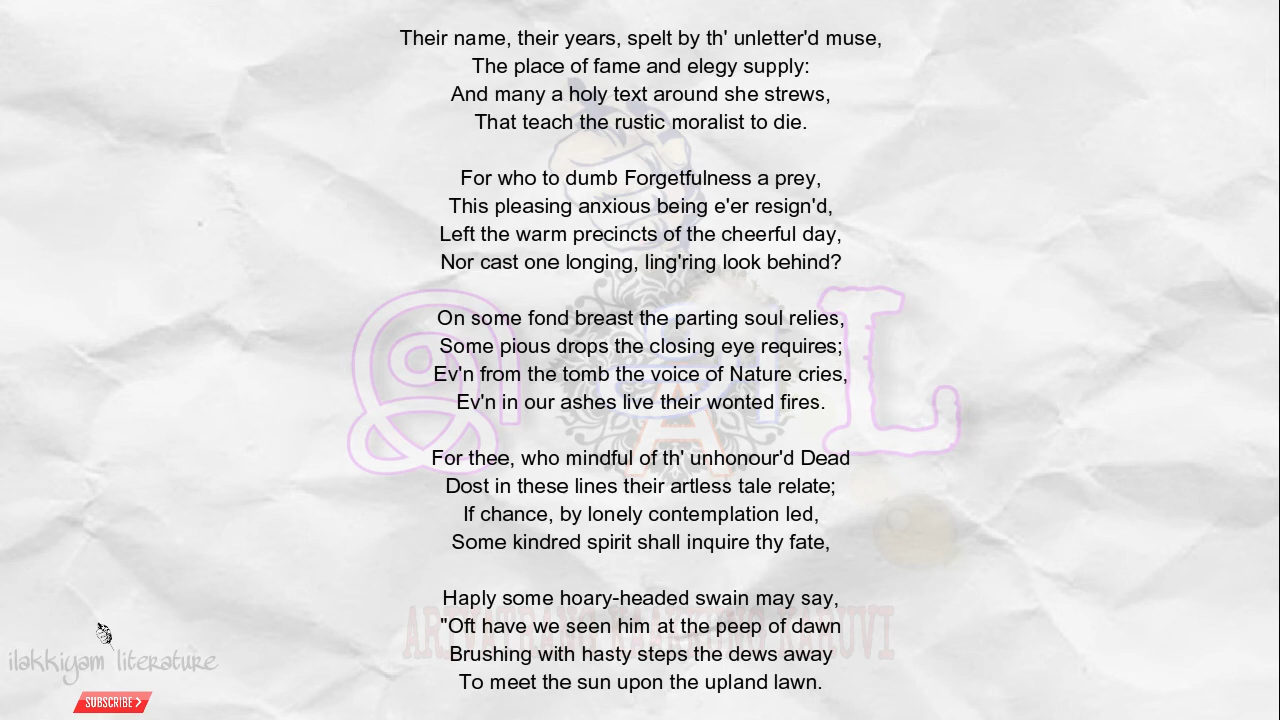 Their name, their years, spelt by th' unletter'd muse,
The place of fame and elegy supply:
And many a holy text around she strews,
That teach the rustic moralist to die.
For who to dumb Forgetfulness a prey,
This pleasing anxious being e'er resign'd,
Left the warm precincts of the cheerful day,
Nor cast one longing, ling'ring look behind?
On some fond breast the parting soul relies,
Some pious drops the closing eye requires;
Ev'n from the tomb the voice of Nature cries,
Ev'n in our ashes live their wonted fires.
For thee, who mindful of th' unhonour'd Dead
Dost in these lines their artless tale relate;
If chance, by lonely contemplation led,
Some kindred spirit shall inquire thy fate,
Haply some hoary-headed swain may say,
"Oft have we seen him at the peep of dawn
Brushing with hasty steps the dews away
To meet the sun upon the upland lawn.
ilakkiyam literature
SUBSCRIBE